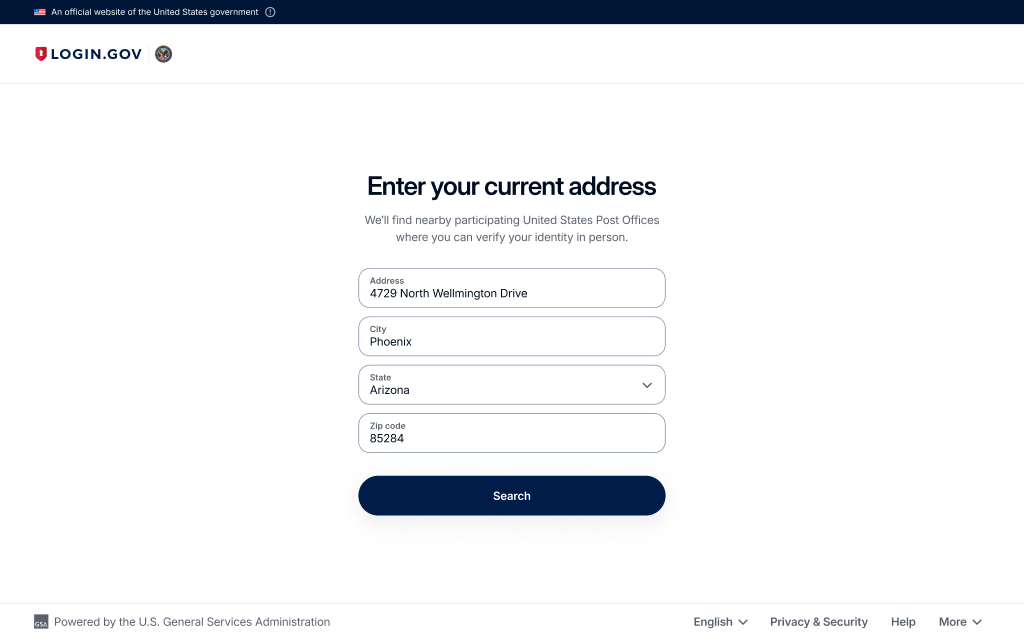 An official website of the United States government
LOGIN.GOV
Enter your current address
We'll find nearby participating United States Post Offices
where you can verify your identity in person.
Address
4729 North Wellmington Drive
City
Phoenix
State
Arizona
Zip code
85284
Search
GSA
Powered by the U.S. General Services Administration
English
Privacy & Security
Help
More